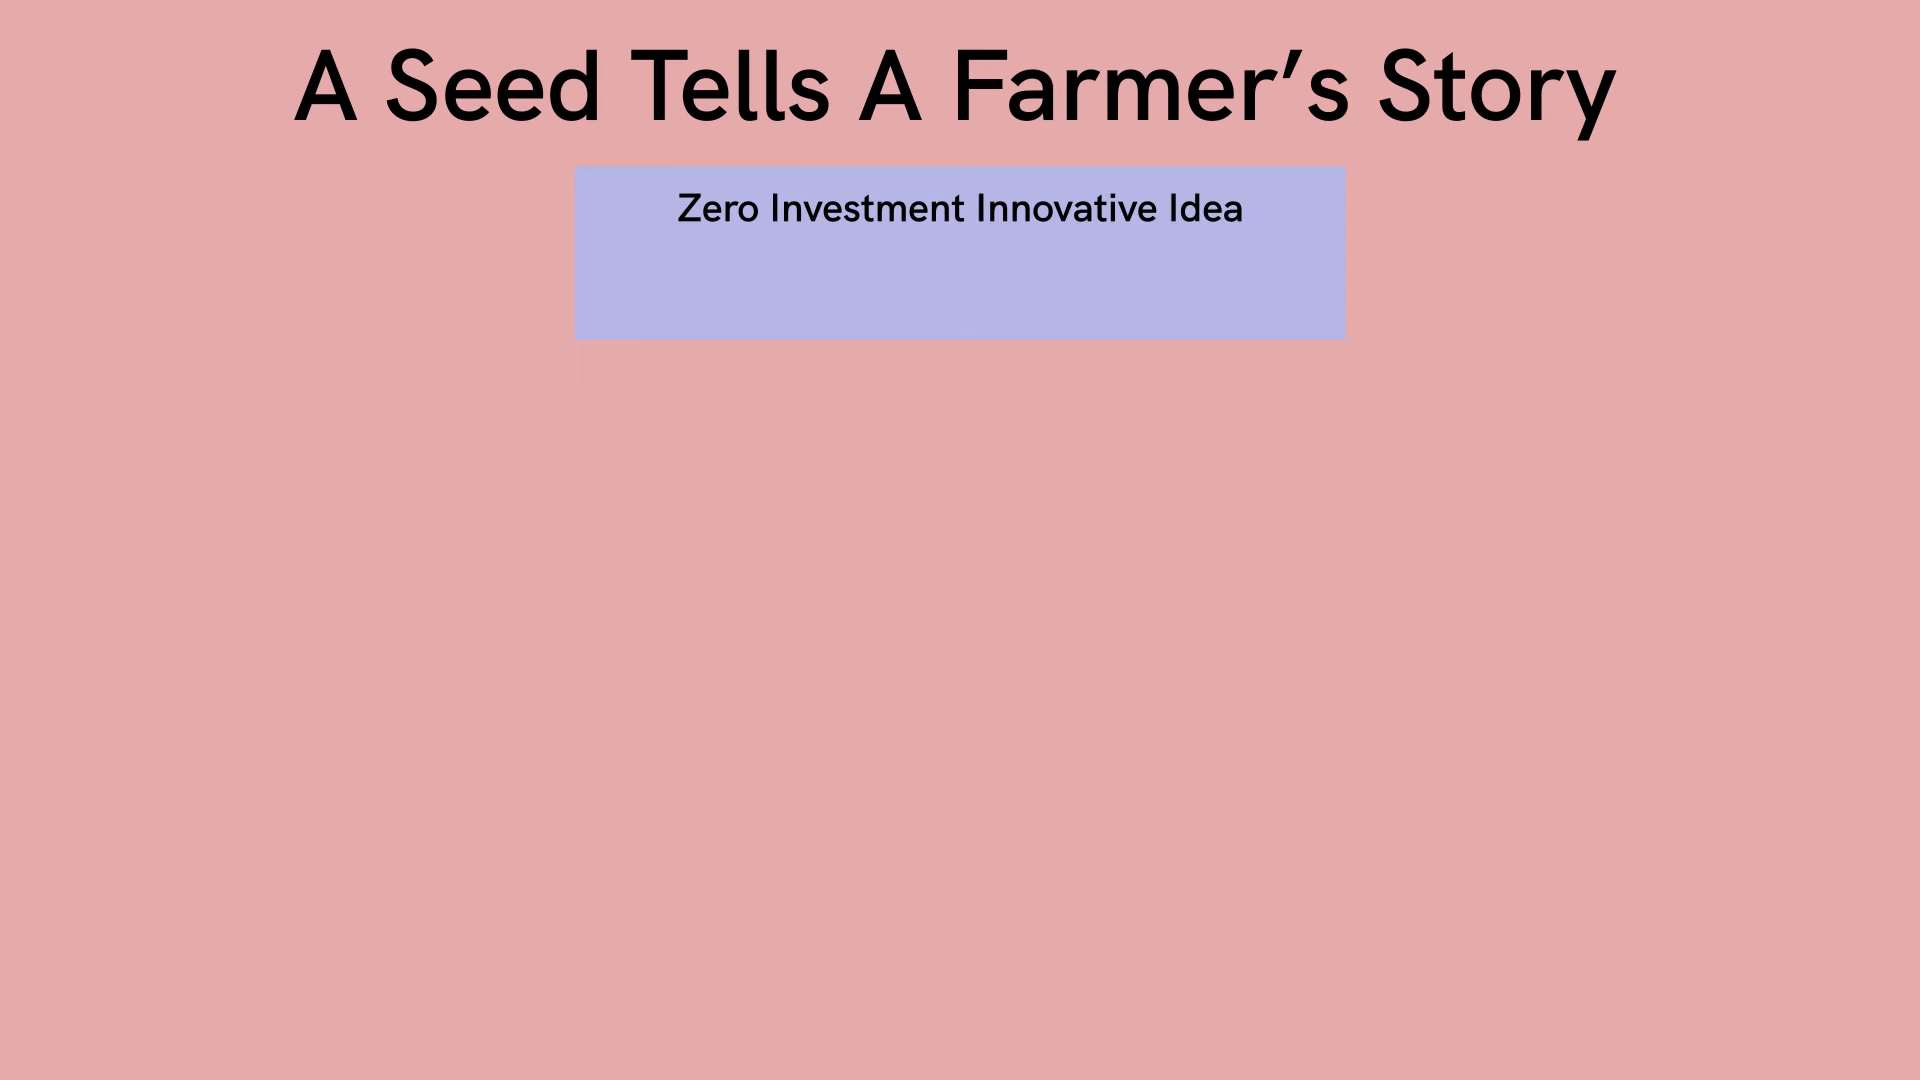 A Seed Tells A Farmer’s Story
Zero Investment Innovative Idea